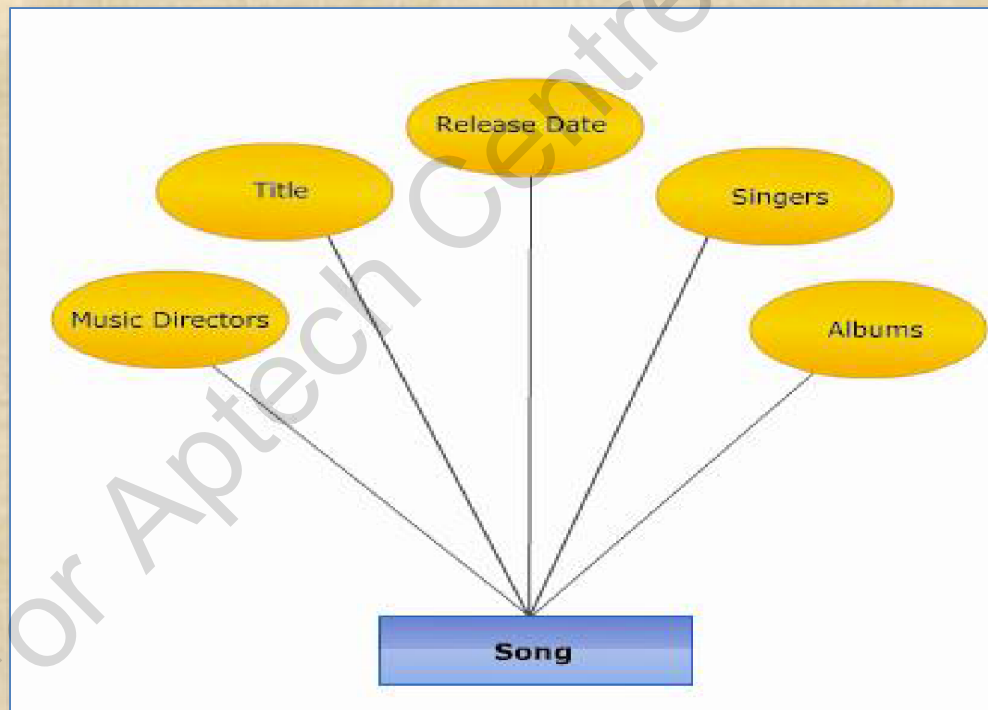 Release Date
Title
Singers
Music Directors
Albums
Song
or Aptech Centre